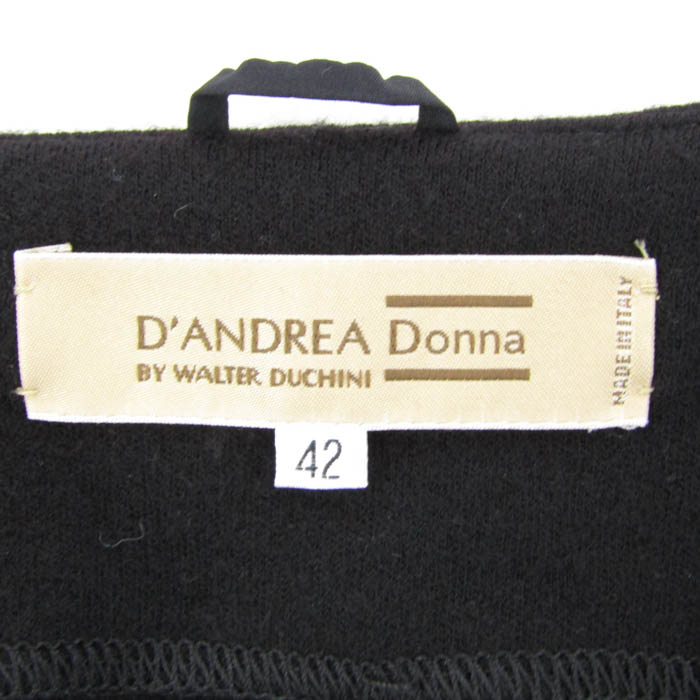 D'ANDREA Donna
BY WALTER DUCHINI
MADE IN ITALY
42